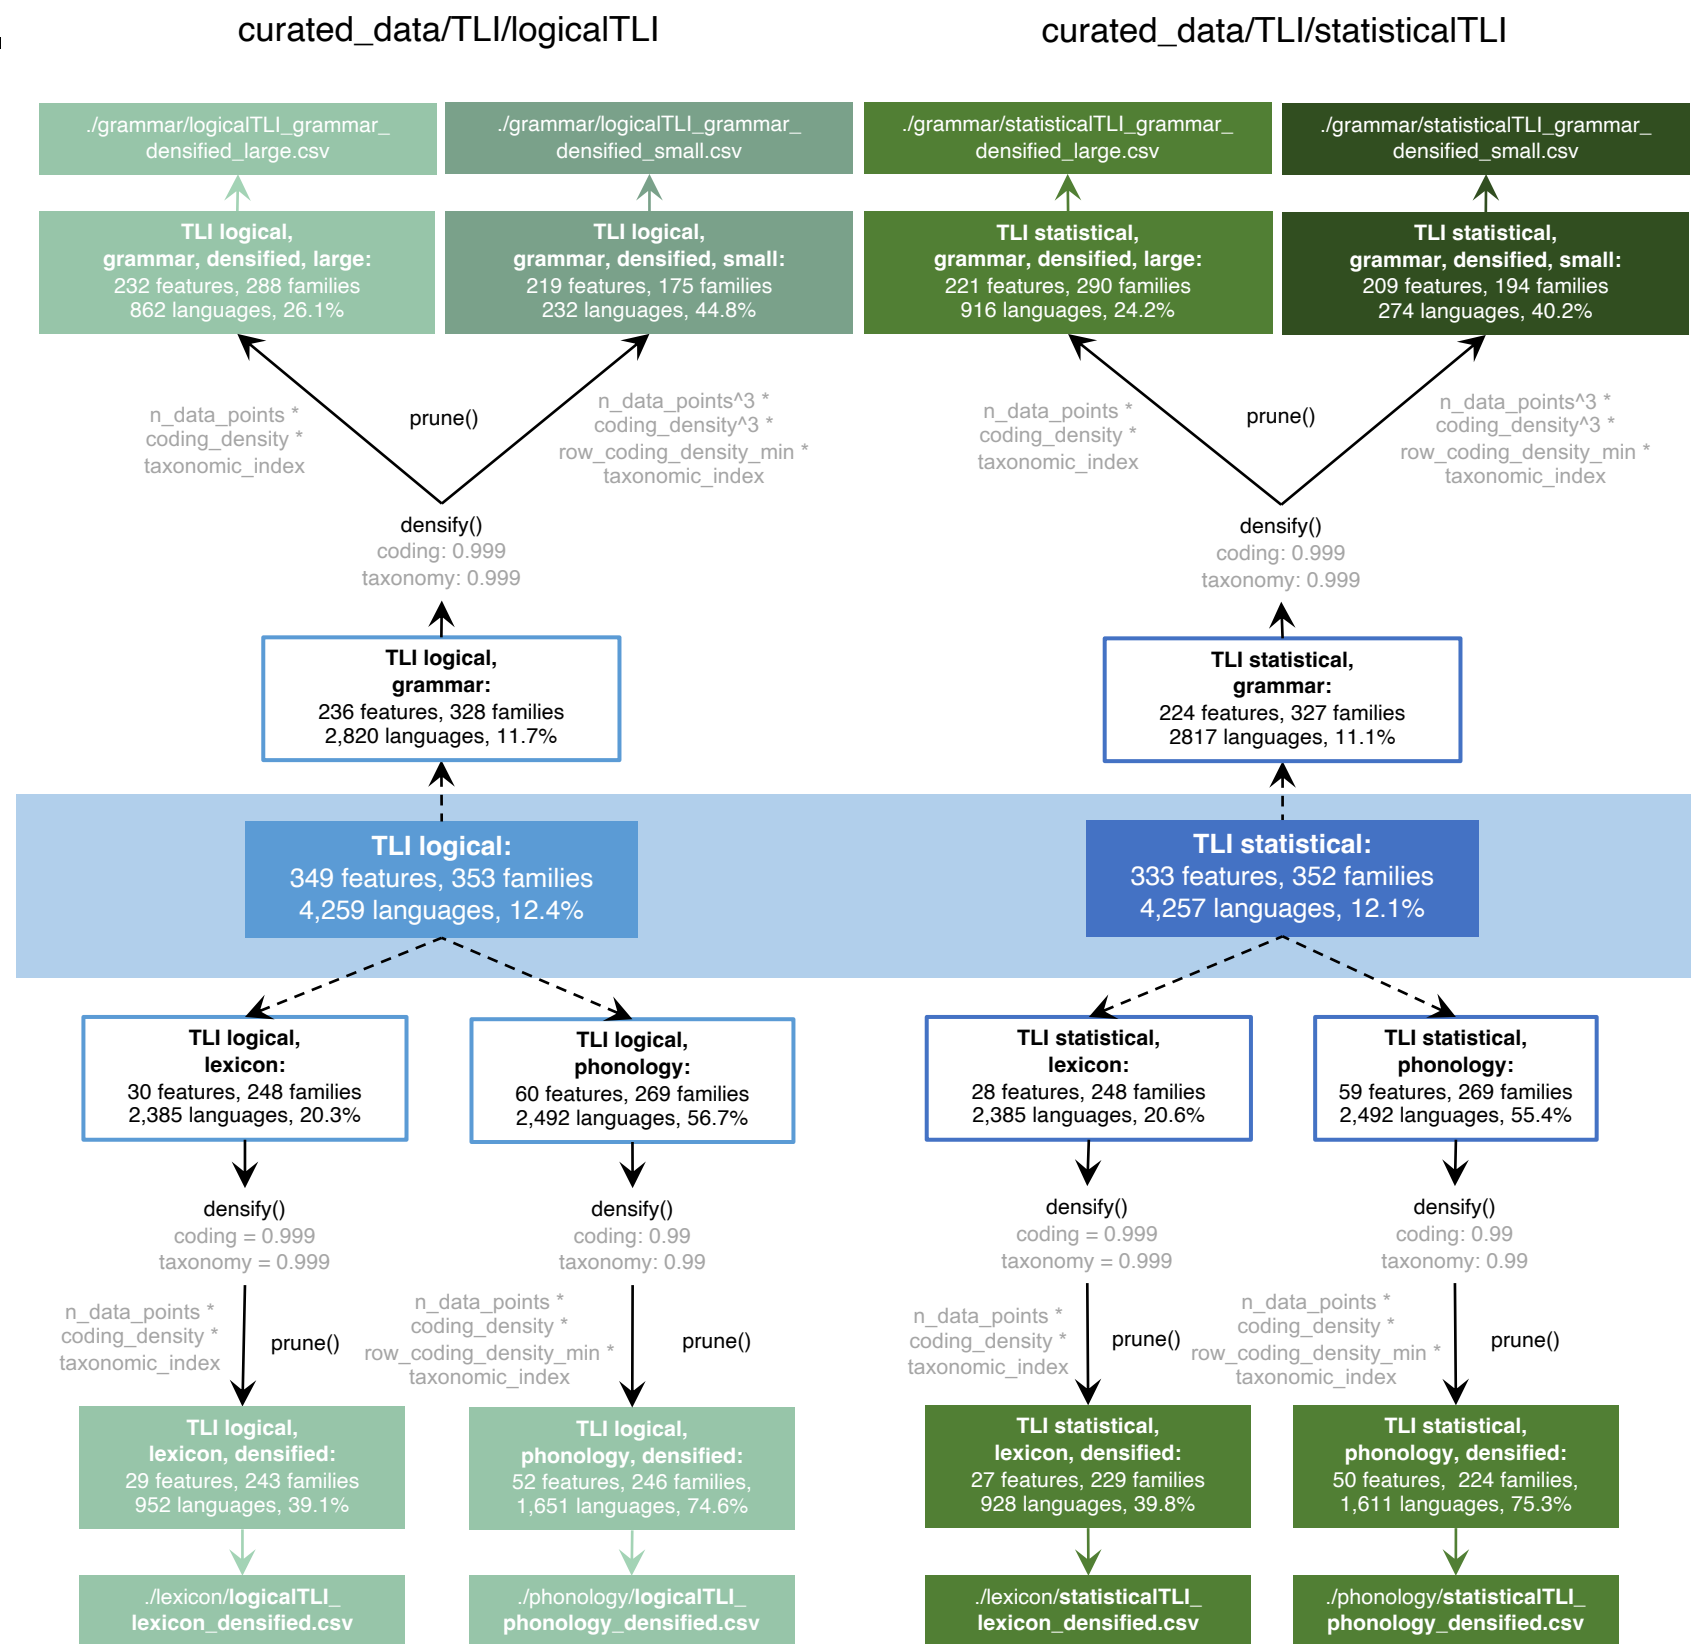 curated_data/TLI/logicalTLI
curated_data/TLI/statisticalTLI
./grammar/logicalTLI_grammar_
densified_large.csv
./grammar/logicalTLI_grammar_
densified_small.csv
./grammar/statisticalTLI_grammar_
densified_large.csv
./grammar/statisticalTLI_grammar_
densified_small.csv
TLI logical,
grammar, densified, large:
232 features, 288 families
862 languages, 26.1%
TLI logical,
grammar, densified, small:
219 features, 175 families
232 languages, 44.8%
TLI statistical,
grammar, densified, large:
221 features, 290 families
916 languages, 24.2%
TLI statistical,
grammar, densified, small:
209 features, 194 families
274 languages, 40.2%
n_data_points *
coding_density *
taxonomic_index
prune()
n_data_points^3 *
coding_density^3 *
row_coding_density_min *
taxonomic_index
n_data_points *
coding_density *
taxonomic_index
prune()
n_data_points^3 *
coding_density^3 *
row_coding_density_min *
taxonomic_index
densify()
coding: 0.999
taxonomy: 0.999
densify()
coding: 0.999
taxonomy: 0.999
TLI logical,
grammar:
236 features, 328 families
2,820 languages, 11.7%
TLI statistical,
grammar:
224 features, 327 families
2817 languages, 11.1%
TLI logical:
349 features, 353 families
4,259 languages, 12.4%
TLI statistical:
333 features, 352 families
4,257 languages, 12.1%
TLI logical,
lexicon:
30 features, 248 families
2,385 languages, 20.3%
TLI logical,
phonology:
60 features, 269 families
2,492 languages, 56.7%
TLI statistical,
lexicon:
28 features, 248 families
2,385 languages, 20.6%
TLI statistical,
phonology:
59 features, 269 families
2,492 languages, 55.4%
densify()
coding = 0.999
taxonomy = 0.999
densify()
coding: 0.99
taxonomy: 0.99
densify()
coding = 0.999
taxonomy = 0.999
densify()
coding: 0.99
taxonomy: 0.99
n_data_points *
coding_density *
taxonomic_index
prune()
n_data_points *
coding_density *
row_coding_density_min *
taxonomic_index
prune()
n_data_points *
coding_density *
taxonomic_index
prune()
n_data_points *
coding_density *
row_coding_density_min *
taxonomic_index
prune()
TLI logical,
lexicon, densified:
29 features, 243 families
952 languages, 39.1%
TLI logical,
phonology, densified:
52 features, 246 families,
1,651 languages, 74.6%
TLI statistical,
lexicon, densified:
27 features, 229 families
928 languages, 39.8%
TLI statistical,
phonology, densified:
50 features, 224 families,
1,611 languages, 75.3%
./lexicon/logicalTLI_
lexicon_densified.csv
./phonology/logicalTLI_
phonology_densified.csv
./lexicon/statisticalTLI_
lexicon_densified.csv
./phonology/statisticalTLI_
phonology_densified.csv